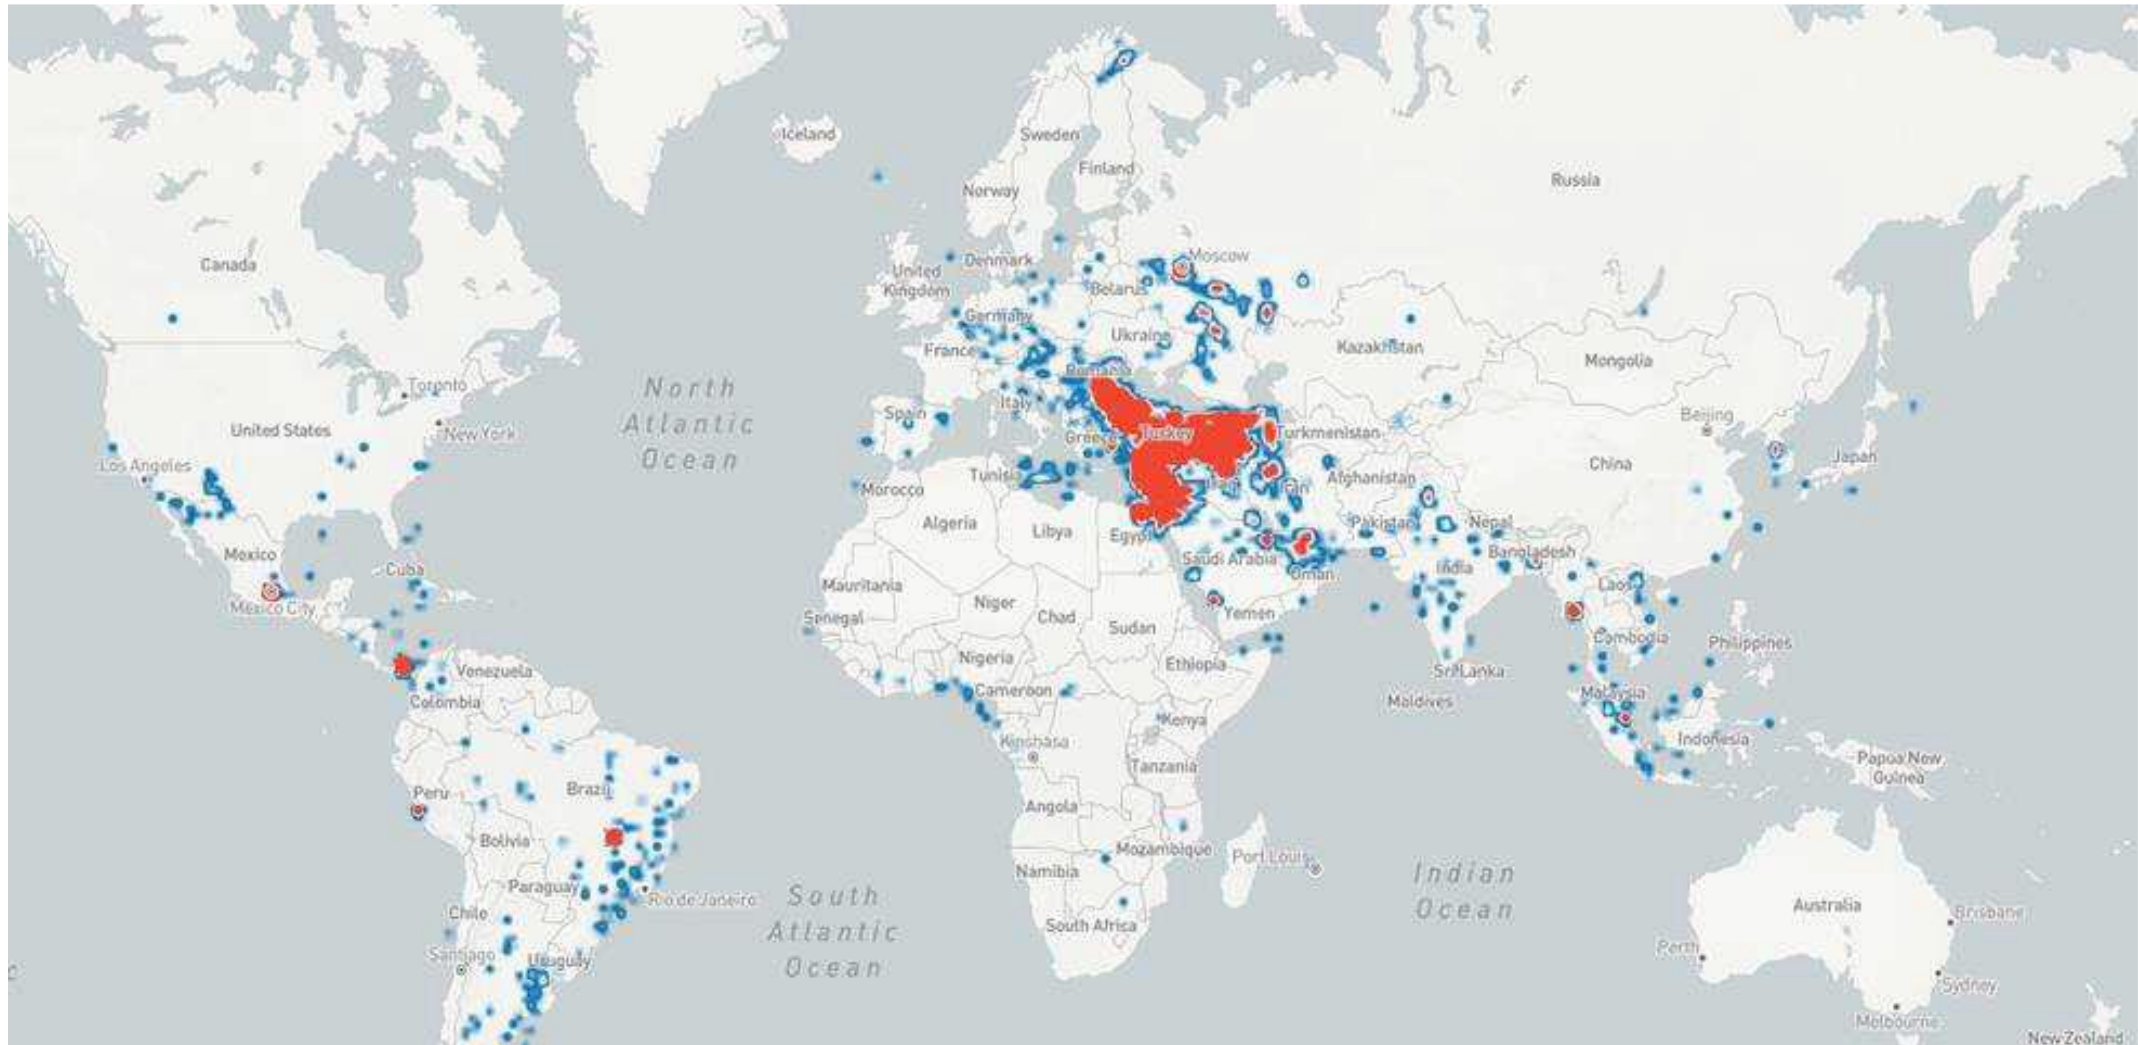 Iceland
Sweden
Finland
Norway
Russia
Moscow
Canada
United
Kingdom
Denmark
Belarus
Germany
Ukraine
France
Kazakhstan
Mongolia
Romania
Toronto
North
Atlantic
Ocean
Spain
Italy
Beijing
United States
New York
Greece
Turkey
Turkmenistan
China
Japan
Los Angeles
Tunisia
Afghanistan
Morocco
Iran
Algeria
Libya
Egypt
Pakistan
Nepal
Mexico
Cuba
Saudi Arabia
Bangladesh
Oman
India
Laos
Mauritania
Mexico City
Niger
Chad
Sudan
Yemen
Senegal
Cambodia
Philippines
Venezuela
Nigeria
Ethiopia
Sri Lanka
Colombia
Cameroon
Maldives
Malaysia
Kenya
Kinshasa
Indonesia
Tanzania
Papua New
Guinea
Peru
Brazil
Angola
Bolivia
Mozambique
Port Louis
Namibia
Indian
Ocean
Paraguay
Rio de Janeiro
South
Atlantic
Ocean
Chile
South Africa
Australia
Brisbane
Santiago
Uruguay
Perth
Sydney
Melbourne
New Zealand